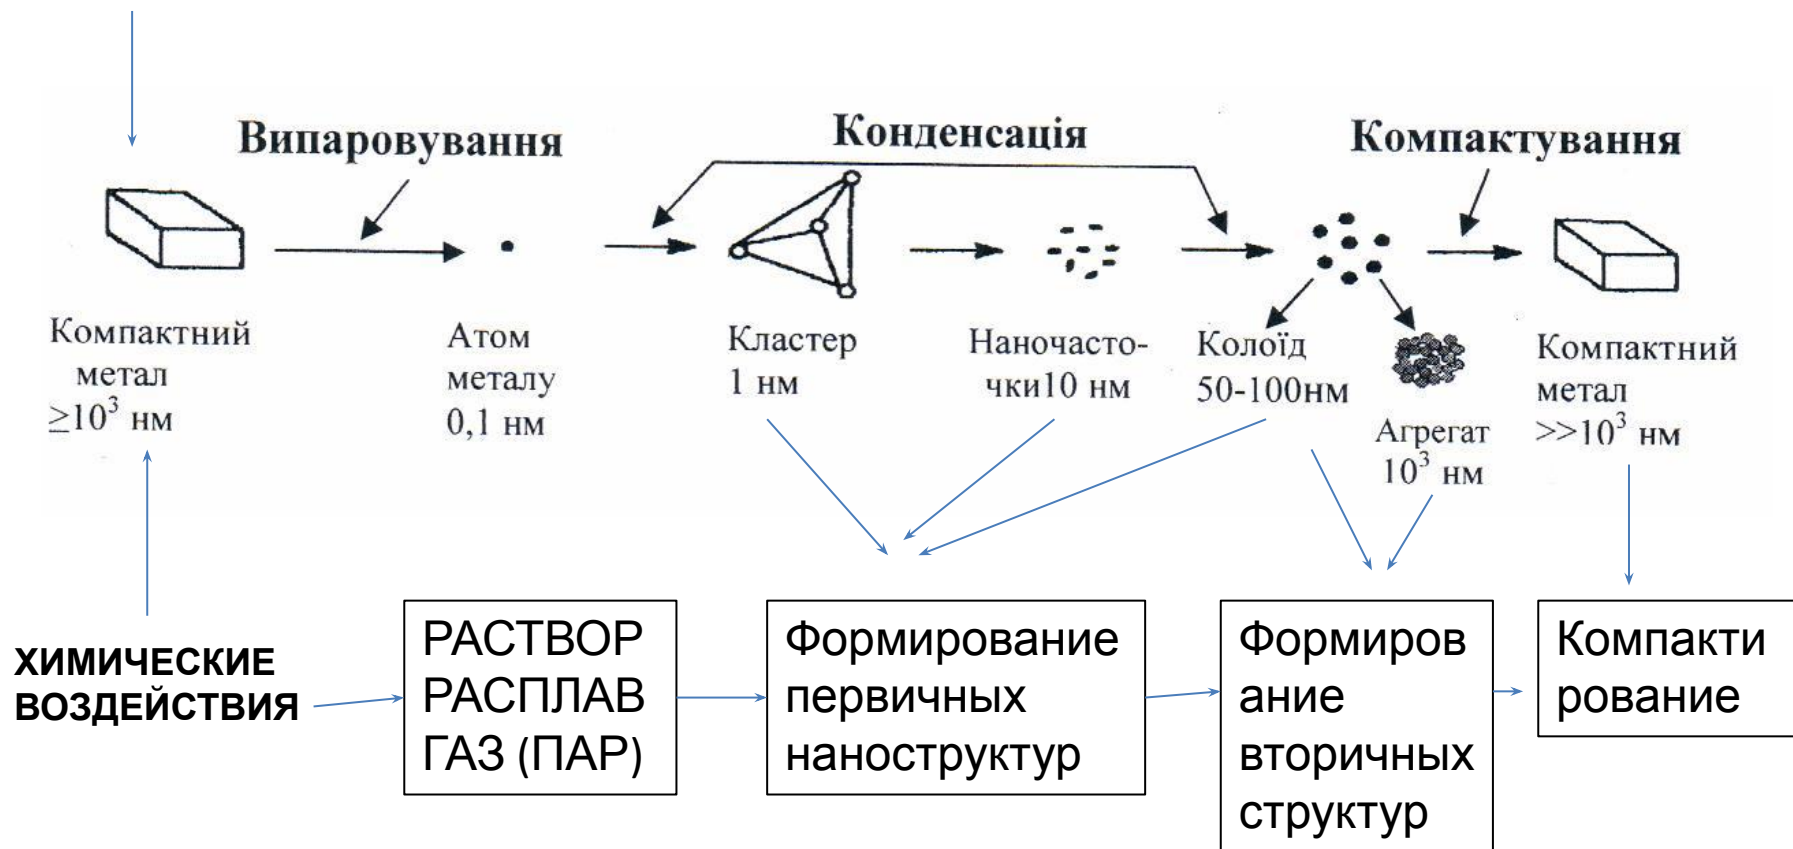 Випаровування
Конденсація
Компактування
Компактний
метал
≥10³ нм
Атом
металу
0,1 нм
Кластер
1 нм
Наночасто-
чки10 нм
Колоїд
50-100нм
Агрегат
10³ нм
Компактний
метал
>>10³ нм
ХИМИЧЕСКИЕ
ВОЗДЕЙСТВИЯ
РАСТВОР
РАСПЛАВ
ГАЗ (ПАР)
Формирование
первичных
наноструктур
Формиров
ание
вторичных
структур
Компакти
рование